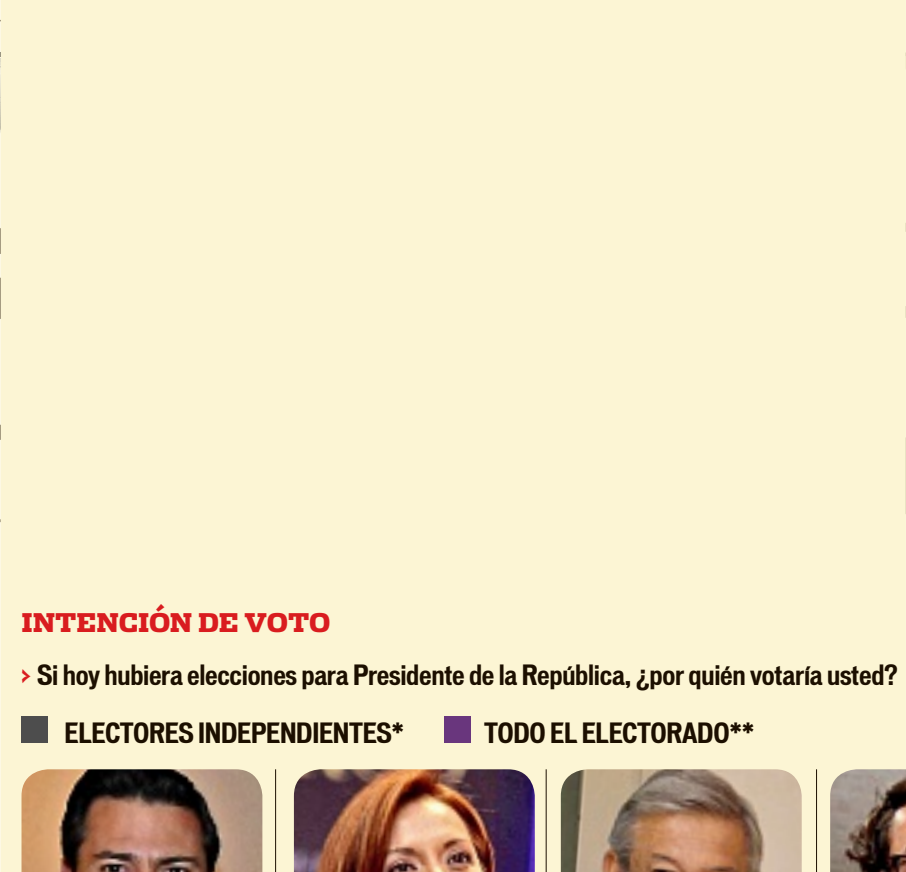 INTENCIÓN DE VOTO
› Si hoy hubiera elecciones para Presidente de la República, ¿por quién votaría usted?
ELECTORES INDEPENDIENTES* TODO EL ELECTORADO**